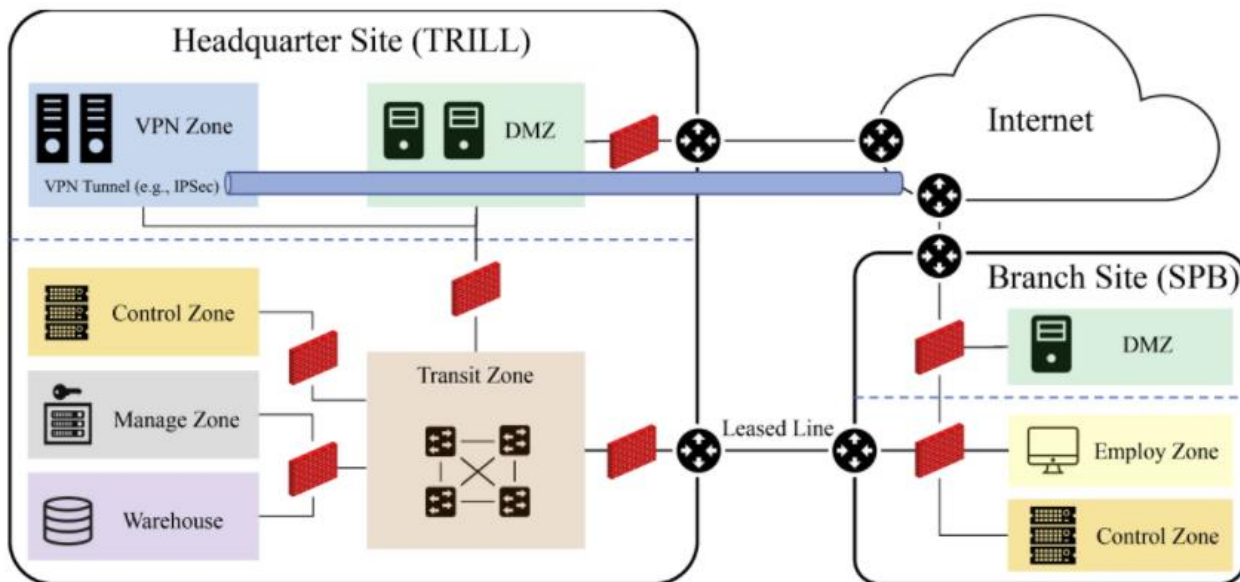 Headquarter Site (TRILL)
VPN Zone
DMZ
VPN Tunnel (e.g., IPSec)
Internet
Control Zone
Manage Zone
Warehouse
Transit Zone
Leased Line
Branch Site (SPB)
DMZ
Employ Zone
Control Zone